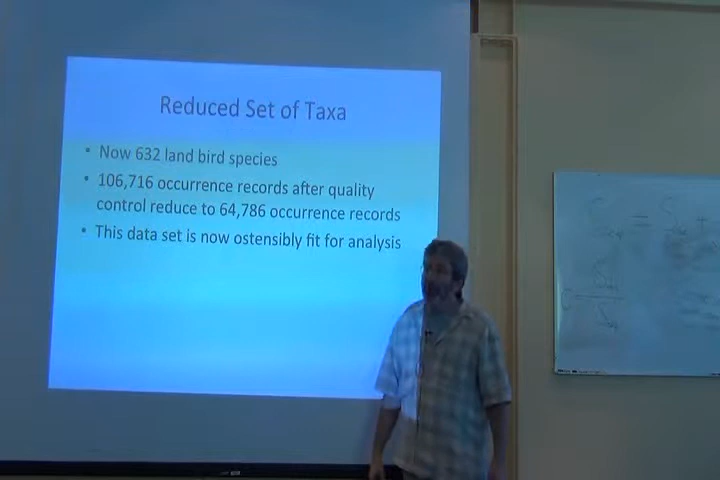 Reduced Set of Taxa
• Now 632 land bird species
• 106,716 occurrence records after quality
control reduce to 64,786 occurrence records
• This data set is now ostensibly fit for analysis